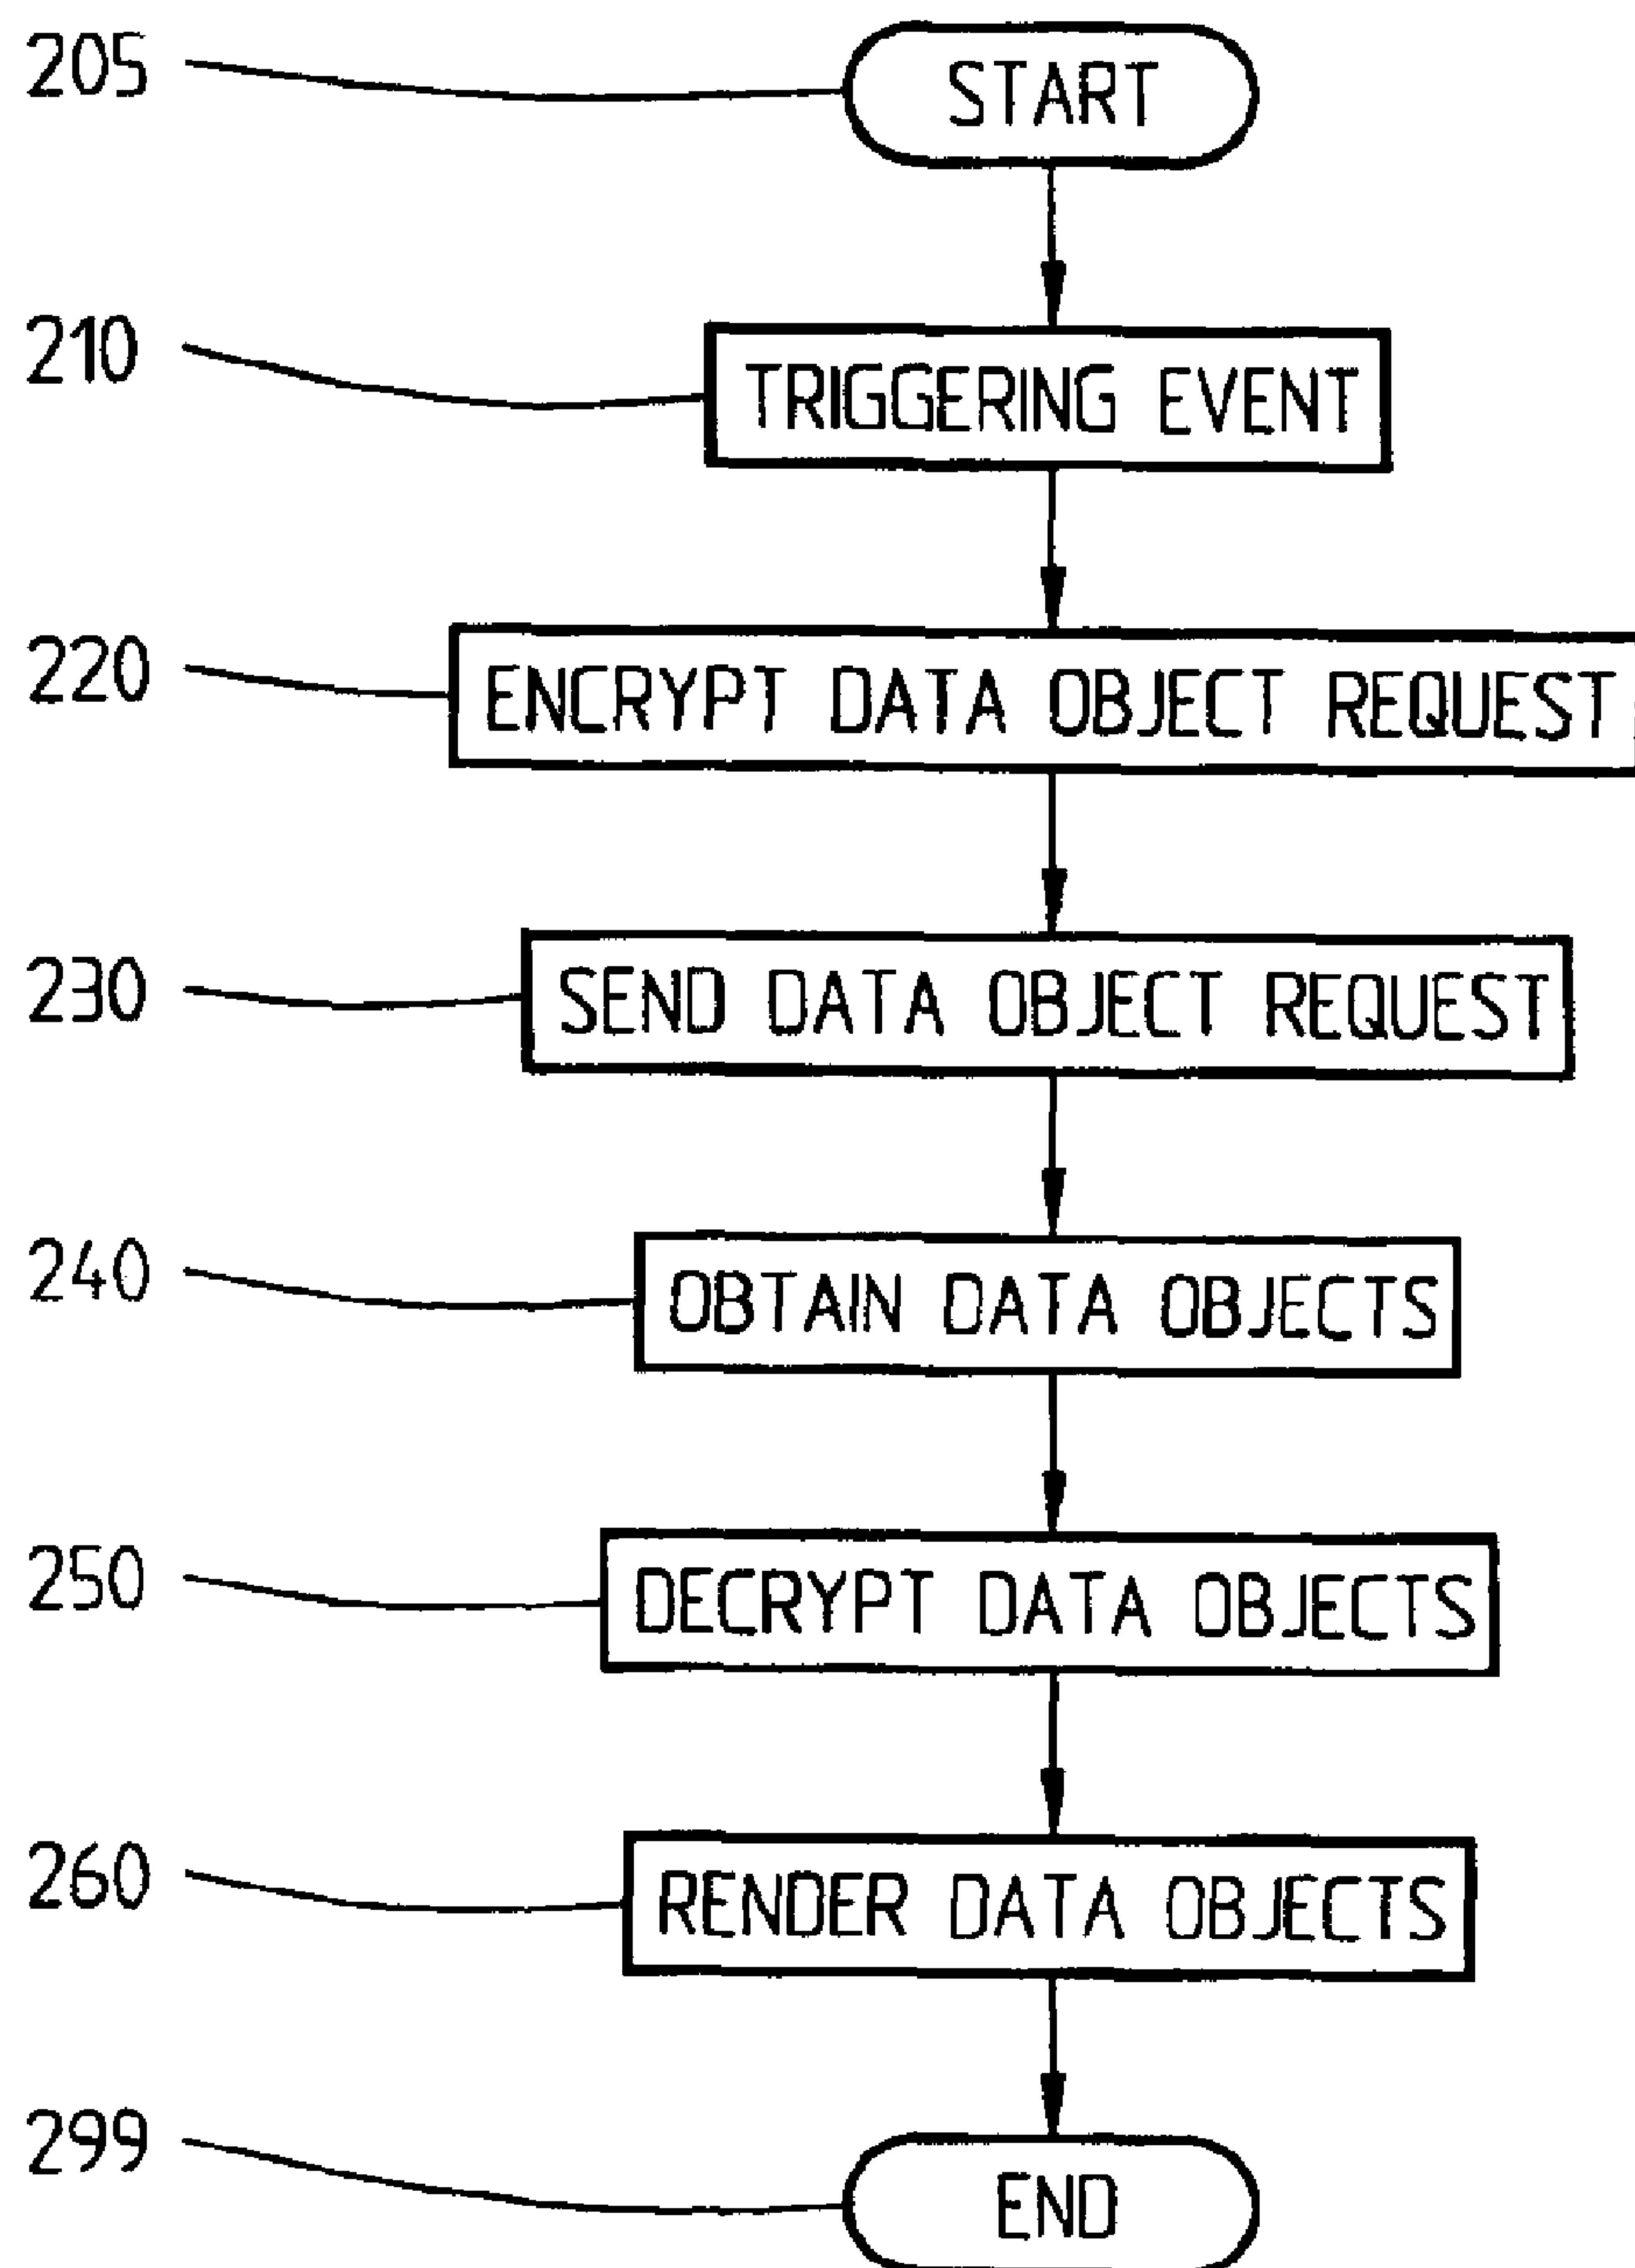 205 START
210 TRIGGERING EVENT
220 ENCRYPT DATA OBJECT REQUEST
230 SEND DATA OBJECT REQUEST
240 OBTAIN DATA OBJECTS
250 DECRYPT DATA OBJECTS
260 RENDER DATA OBJECTS
299 END